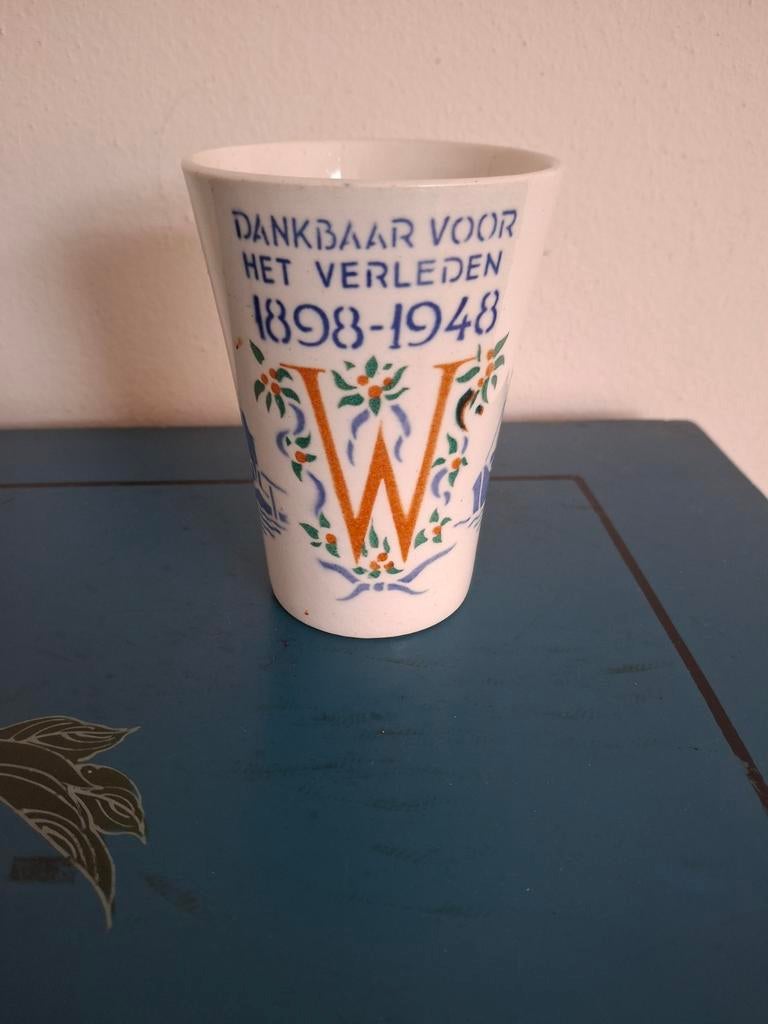 DANKBAAR VOOR
HET VERLEDEN
1898-1948
W